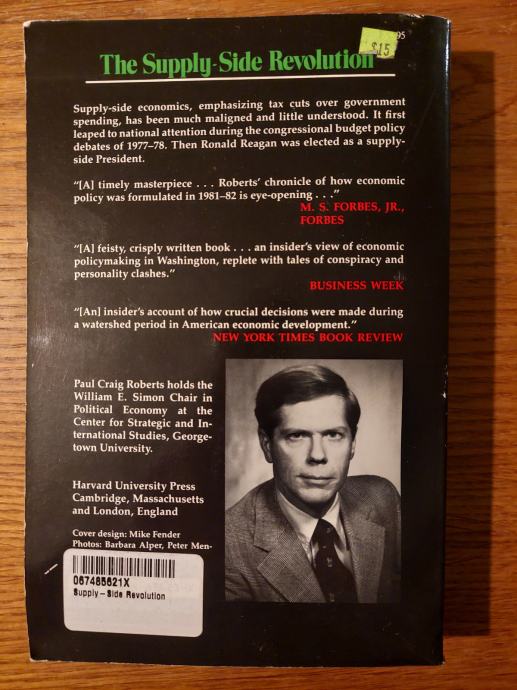 95
$15
The Supply-Side Revolution
Supply-side economics, emphasizing tax cuts over government
spending, has been much maligned and little understood. It first
leaped to national attention during the congressional budget policy
debates of 1977–78. Then Ronald Reagan was elected as a supply-
side President.
“[A] timely masterpiece . . . Roberts’ chronicle of how economic
policy was formulated in 1981–82 is eye-opening . . .”
M. S. FORBES, JR.,
FORBES
“[A] feisty, crisply written book . . . an insider’s view of economic
policymaking in Washington, replete with tales of conspiracy and
personality clashes.”
BUSINESS WEEK
“[An] insider’s account of how crucial decisions were made during
a watershed period in American economic development.”
NEW YORK TIMES BOOK REVIEW
Paul Craig Roberts holds the
William E. Simon Chair in
Political Economy at the
Center for Strategic and In-
ternational Studies, George-
town University.
Harvard University Press
Cambridge, Massachusetts
and London, England
Cover design: Mike Fender
Photos: Barbara Alper, Peter Men-
067485621X
Supply-Side Revolution